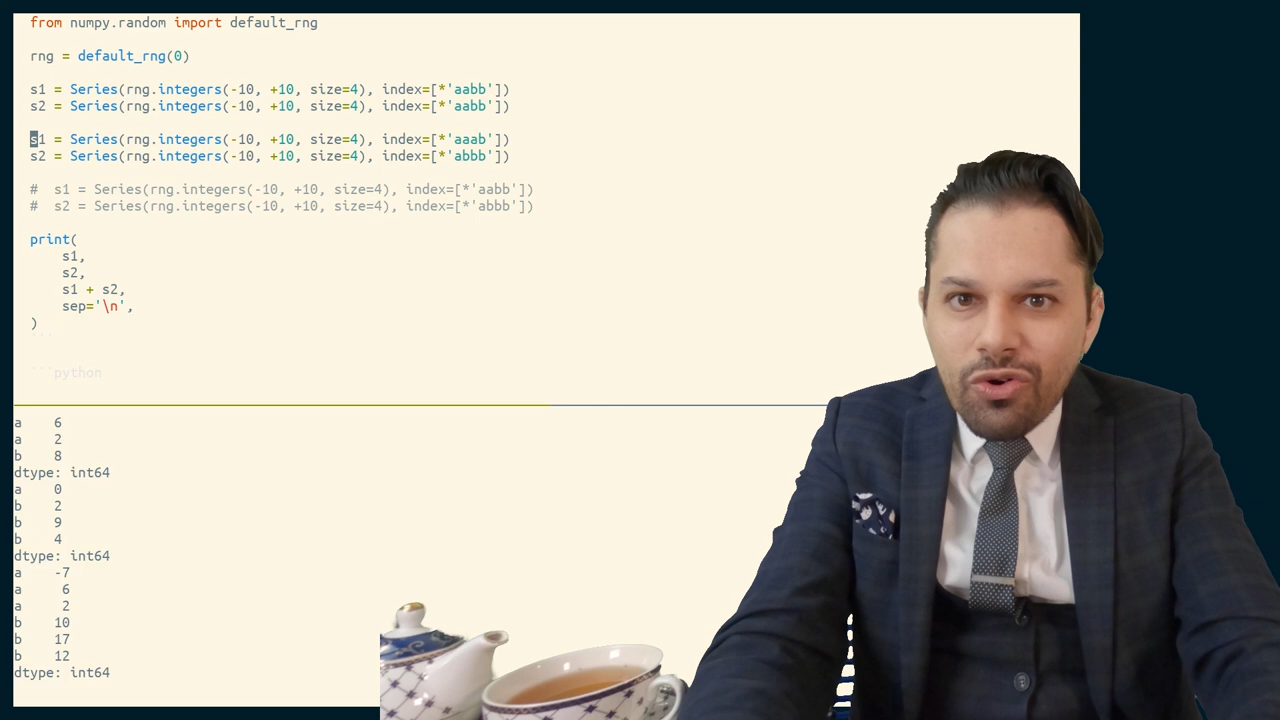 from numpy.random import default_rng
rng = default_rng(0)
s1 = Series(rng.integers(-10, +10, size=4), index=[*'aabb'])
s2 = Series(rng.integers(-10, +10, size=4), index=[*'aabb'])
s1 = Series(rng.integers(-10, +10, size=4), index=[*'aaab'])
s2 = Series(rng.integers(-10, +10, size=4), index=[*'abbb'])
#  s1 = Series(rng.integers(-10, +10, size=4), index=[*'aabb'])
#  s2 = Series(rng.integers(-10, +10, size=4), index=[*'abbb'])
print(
    s1,
    s2,
    s1 + s2,
    sep='\n',
)
```
```python
a    6
a    2
b    8
dtype: int64
a    0
b    2
b    9
b    4
dtype: int64
a    -7
a     6
a     2
b    10
b    17
b    12
dtype: int64